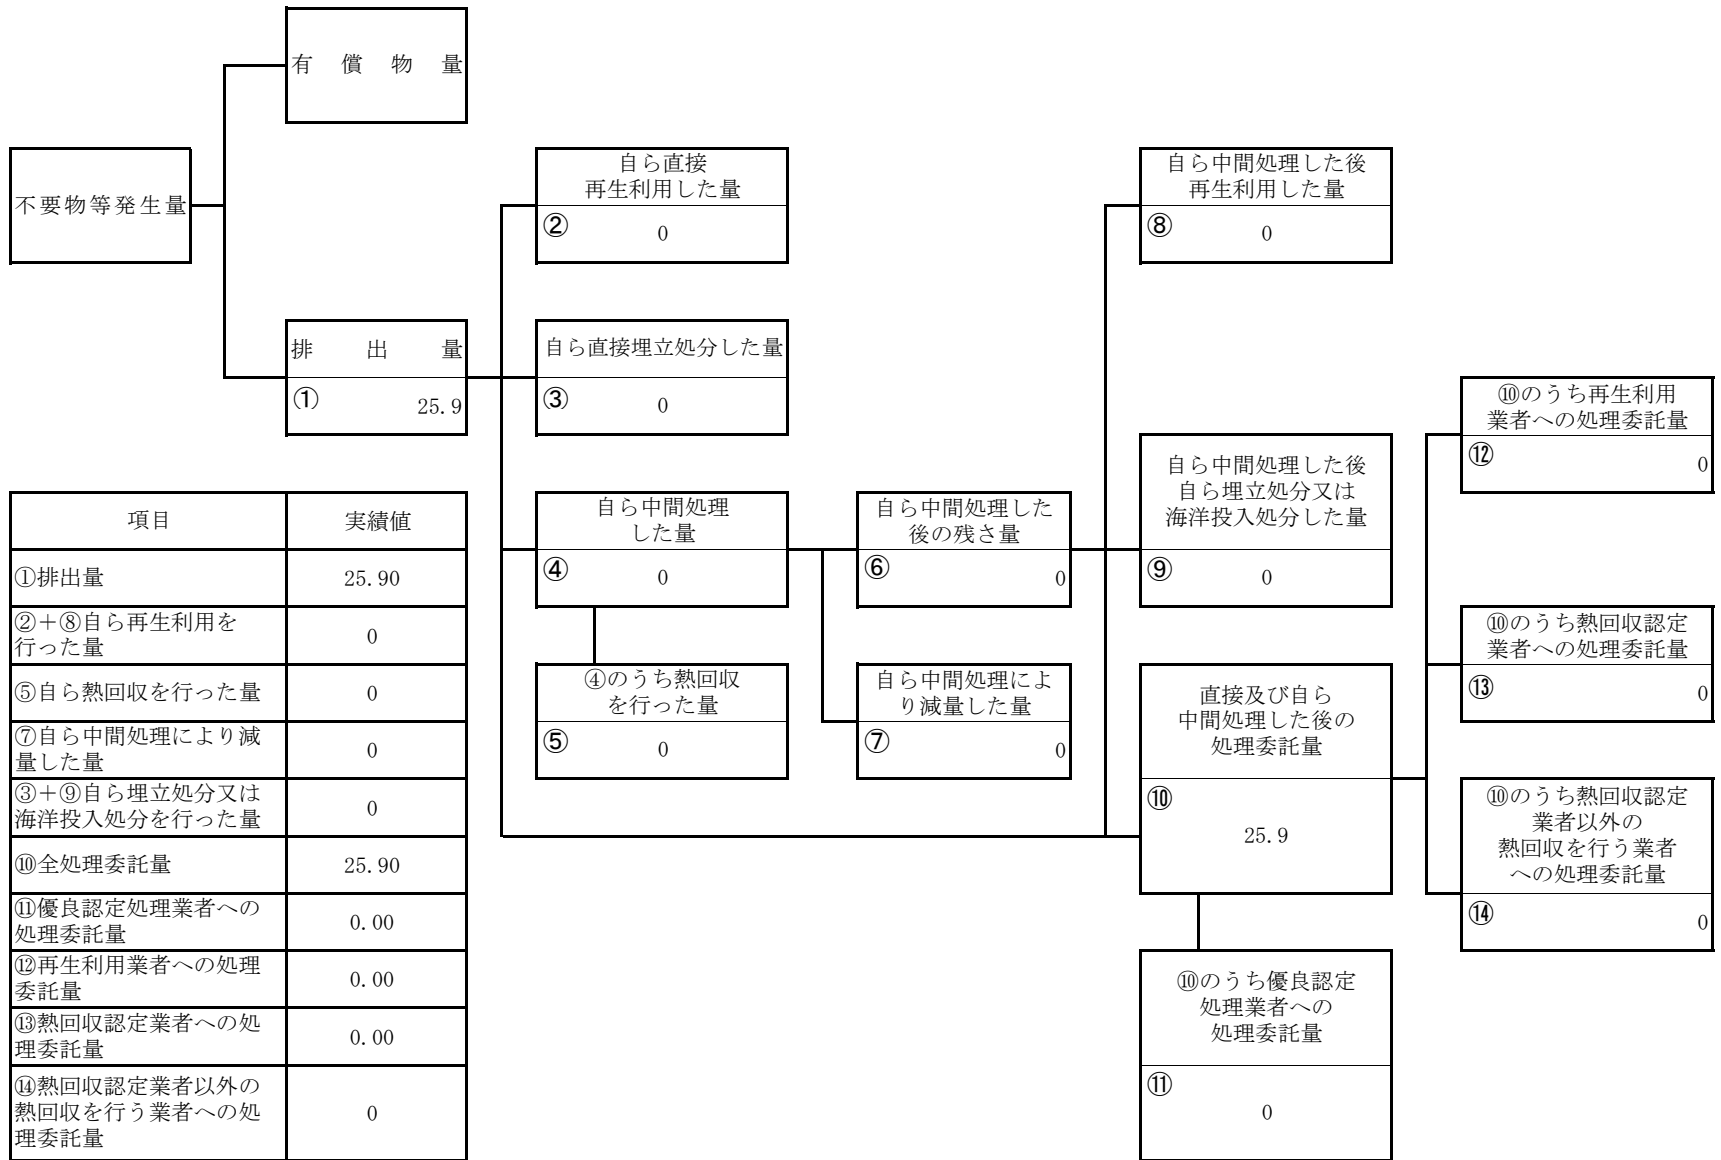 有償物量
不要物等発生量
自ら直接
再生利用した量
②
0
自ら中間処理した後
再生利用した量
⑧
0
排出量
①
25.9
自ら直接埋立処分した量
③
0
⑩のうち再生利用
業者への処理委託量
⑫
0
自ら中間処理
した量
④
0
自ら中間処理した
後の残さ量
⑥
0
自ら中間処理した後
自ら埋立処分又は
海洋投入処分した量
⑨
0
④のうち熱回収
を行った量
⑤
0
自ら中間処理によ
り減量した量
⑦
0
直接及び自ら
中間処理した後の
処理委託量
⑩
25.9
⑩のうち熱回収認定
業者への処理委託量
⑬
0
⑩のうち熱回収認定
業者以外の
熱回収を行う業者
への処理委託量
⑭
0
⑩のうち優良認定
処理業者への
処理委託量
⑪
0
項目 実績値
①排出量 25.90
②＋⑧自ら再生利用を
行った量 0
⑤自ら熱回収を行った量 0
⑦自ら中間処理により減
量した量 0
③＋⑨自ら埋立処分又は
海洋投入処分を行った量 0
⑩全処理委託量 25.90
⑪優良認定処理業者への
処理委託量 0.00
⑫再生利用業者への処理
委託量 0.00
⑬熱回収認定業者への処
理委託量 0.00
⑭熱回収認定業者以外の
熱回収を行う業者への処
理委託量 0